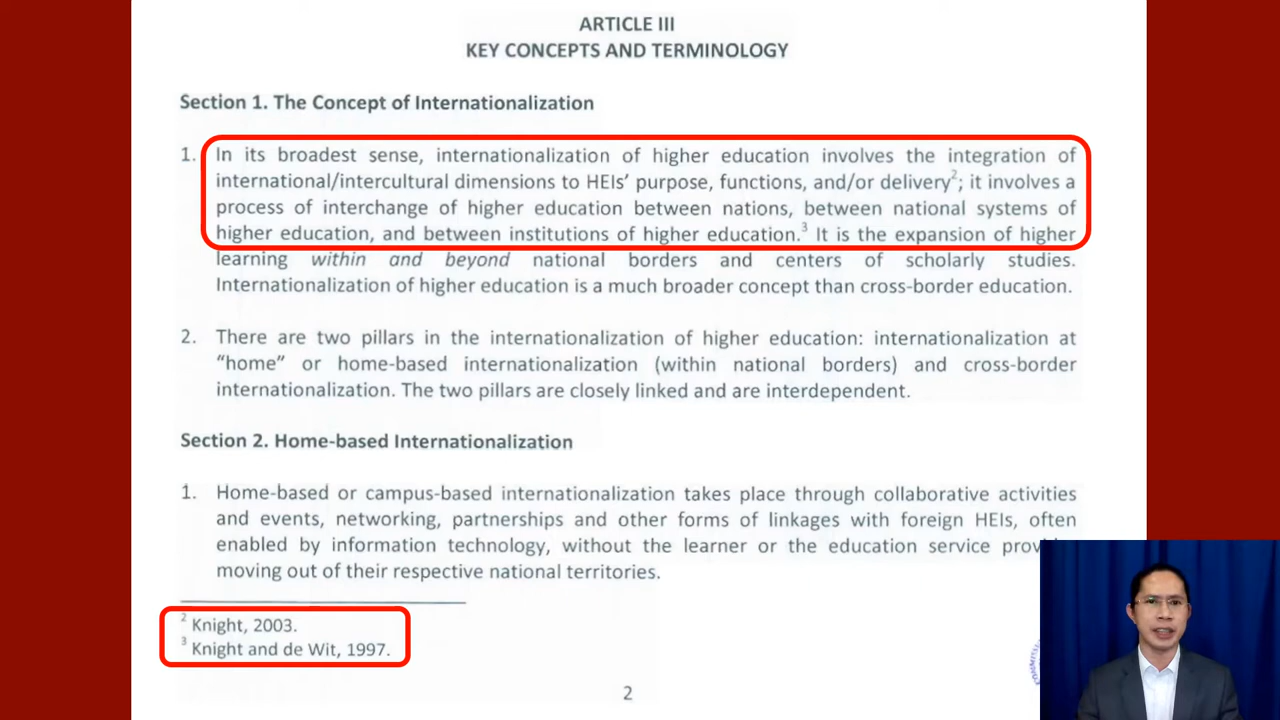 ARTICLE III
KEY CONCEPTS AND TERMINOLOGY
Section 1. The Concept of Internationalization
1. In its broadest sense, internationalization of higher education involves the integration of
international/intercultural dimensions to HEIs’ purpose, functions, and/or delivery²; it involves a
process of interchange of higher education between nations, between national systems of
higher education, and between institutions of higher education.³ It is the expansion of higher
learning within and beyond national borders and centers of scholarly studies.
Internationalization of higher education is a much broader concept than cross-border education.
2. There are two pillars in the internationalization of higher education: internationalization at
“home” or home-based internationalization (within national borders) and cross-border
internationalization. The two pillars are closely linked and are interdependent.
Section 2. Home-based Internationalization
1. Home-based or campus-based internationalization takes place through collaborative activities
and events, networking, partnerships and other forms of linkages with foreign HEIs, often
enabled by information technology, without the learner or the education service
moving out of their respective national territories.
² Knight, 2003.
³ Knight and de Wit, 1997.
2